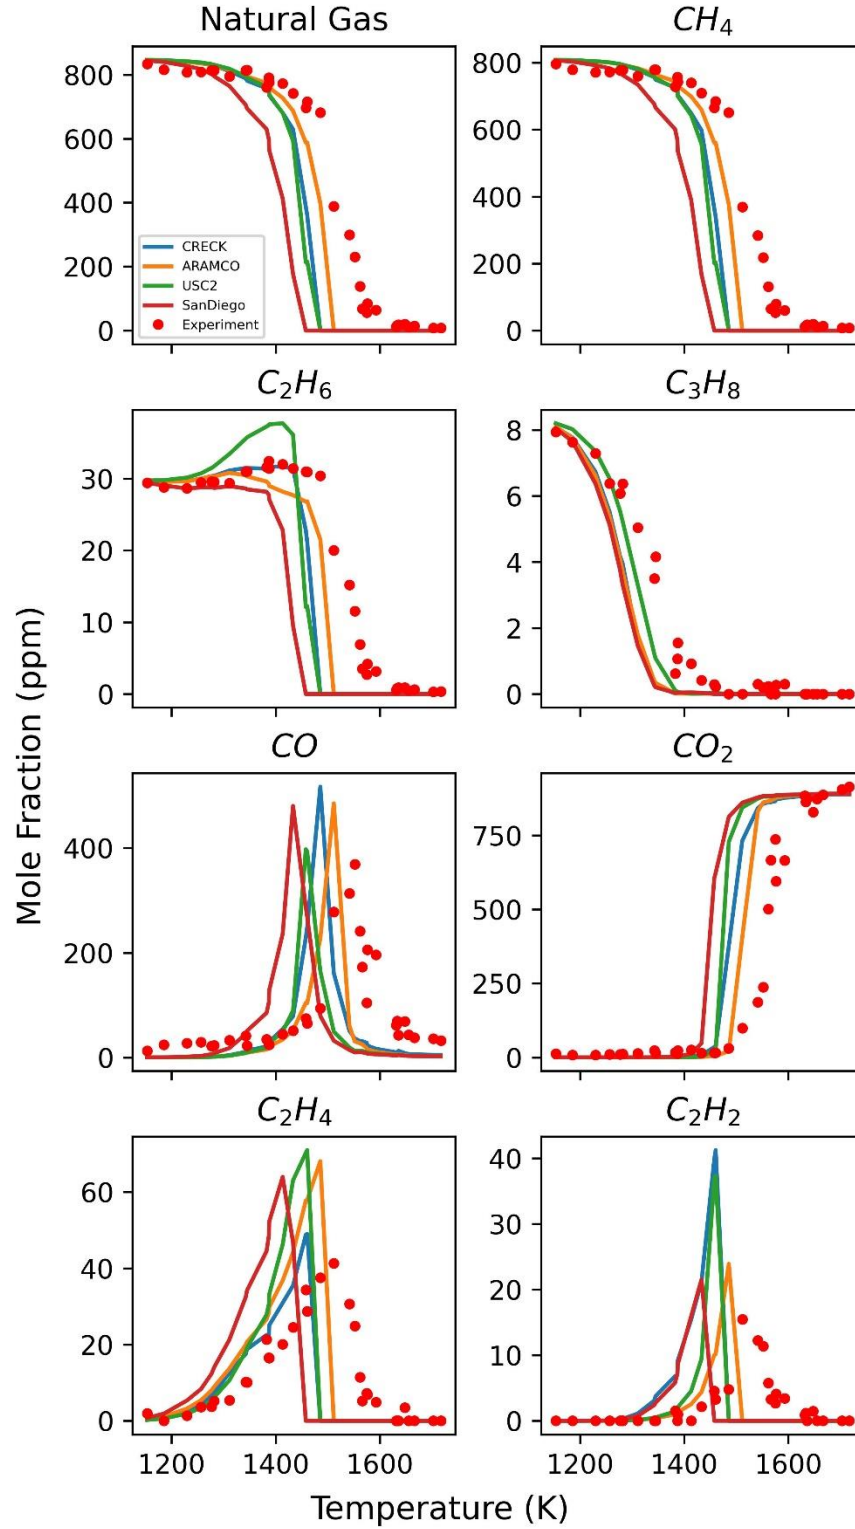 Natural Gas
CH4
800
600
400
200
0
CRECK
ARAMCO
USC2
SanDiego
Experiment
800
600
400
200
0
C2H6
C3H8
30
20
10
0
8
6
4
2
0
CO
CO2
400
200
0
750
500
250
0
C2H4
C2H2
60
40
20
0
40
30
20
10
0
1200 1400 1600
1200 1400 1600
Mole Fraction (ppm)
Temperature (K)